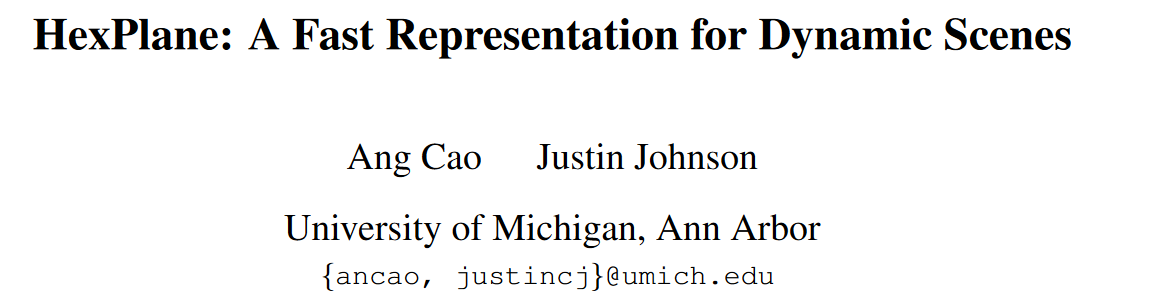 HexPlane: A Fast Representation for Dynamic Scenes
Ang Cao Justin Johnson
University of Michigan, Ann Arbor
{ancao, justincj}@umich.edu